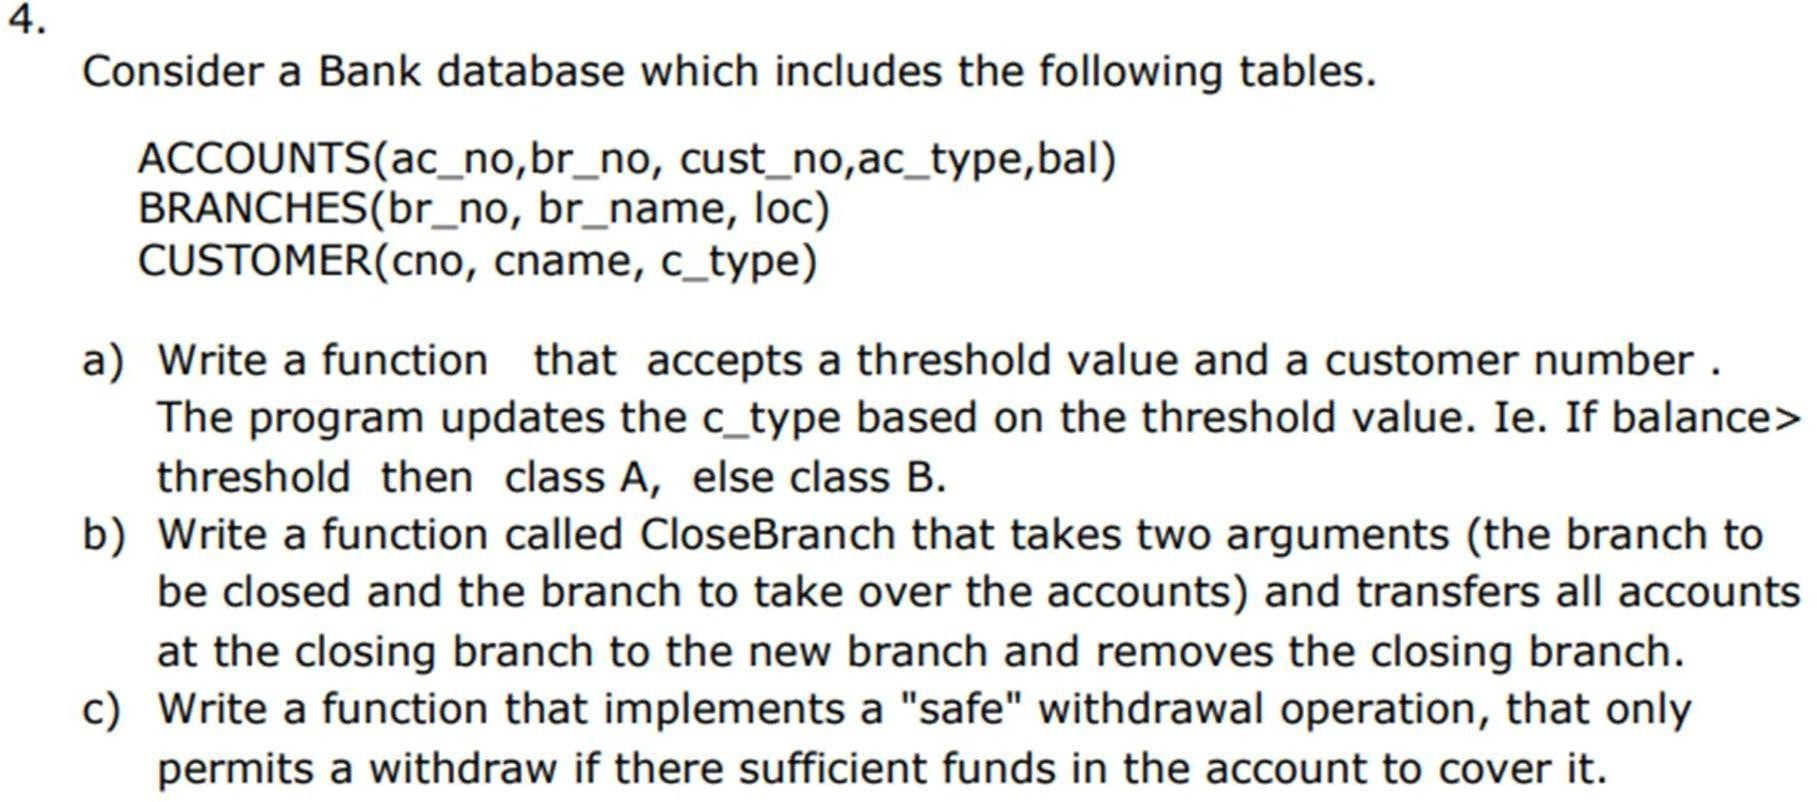 4.
Consider a Bank database which includes the following tables.
ACCOUNTS(ac_no,br_no, cust_no,ac_type,bal)
BRANCHES(br_no, br_name, loc)
CUSTOMER(cno, cname, c_type)
a) Write a function that accepts a threshold value and a customer number .
The program updates the c_type based on the threshold value. Ie. If balance>
threshold then class A, else class B.
b) Write a function called CloseBranch that takes two arguments (the branch to
be closed and the branch to take over the accounts) and transfers all accounts
at the closing branch to the new branch and removes the closing branch.
c) Write a function that implements a "safe" withdrawal operation, that only
permits a withdraw if there sufficient funds in the account to cover it.